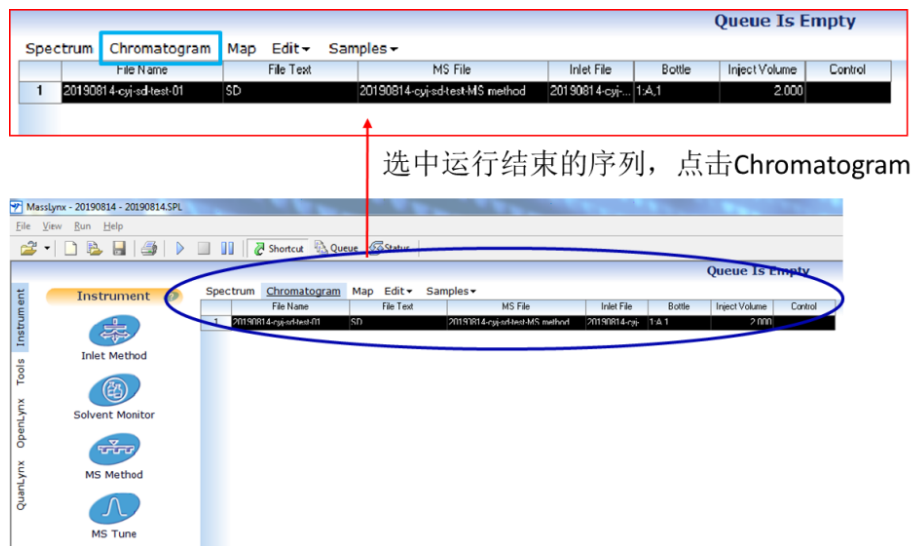 Queue Is Empty
Spectrum Chromatogram Map Edit Samples
File Name File Text MS File Inlet File Bottle Inject Volume Control
1 20190814-cyj-sd-test-01 SD 20190814-cyj-sd-test-MS method 20190814-cyj-... 1:A,1 2.000
选中运行结束的序列，点击Chromatogram
MassLynx - 20190814 - 20190814.SPL
File View Run Help
Shortcut Queue Status
Queue Is Empty
Instrument
Instrument
Spectrum Chromatogram Map Edit Samples
File Name File Text MS File Inlet File Bottle Inject Volume Control
1 20190814-cyj-sd-test-01 SD 20190814-cyj-sd-test-MS method 20190814-cyj- 1:A,1 2.000
Inlet Method
Tools
Solvent Monitor
OpenLynx
MS Method
QuanLynx
MS Tune